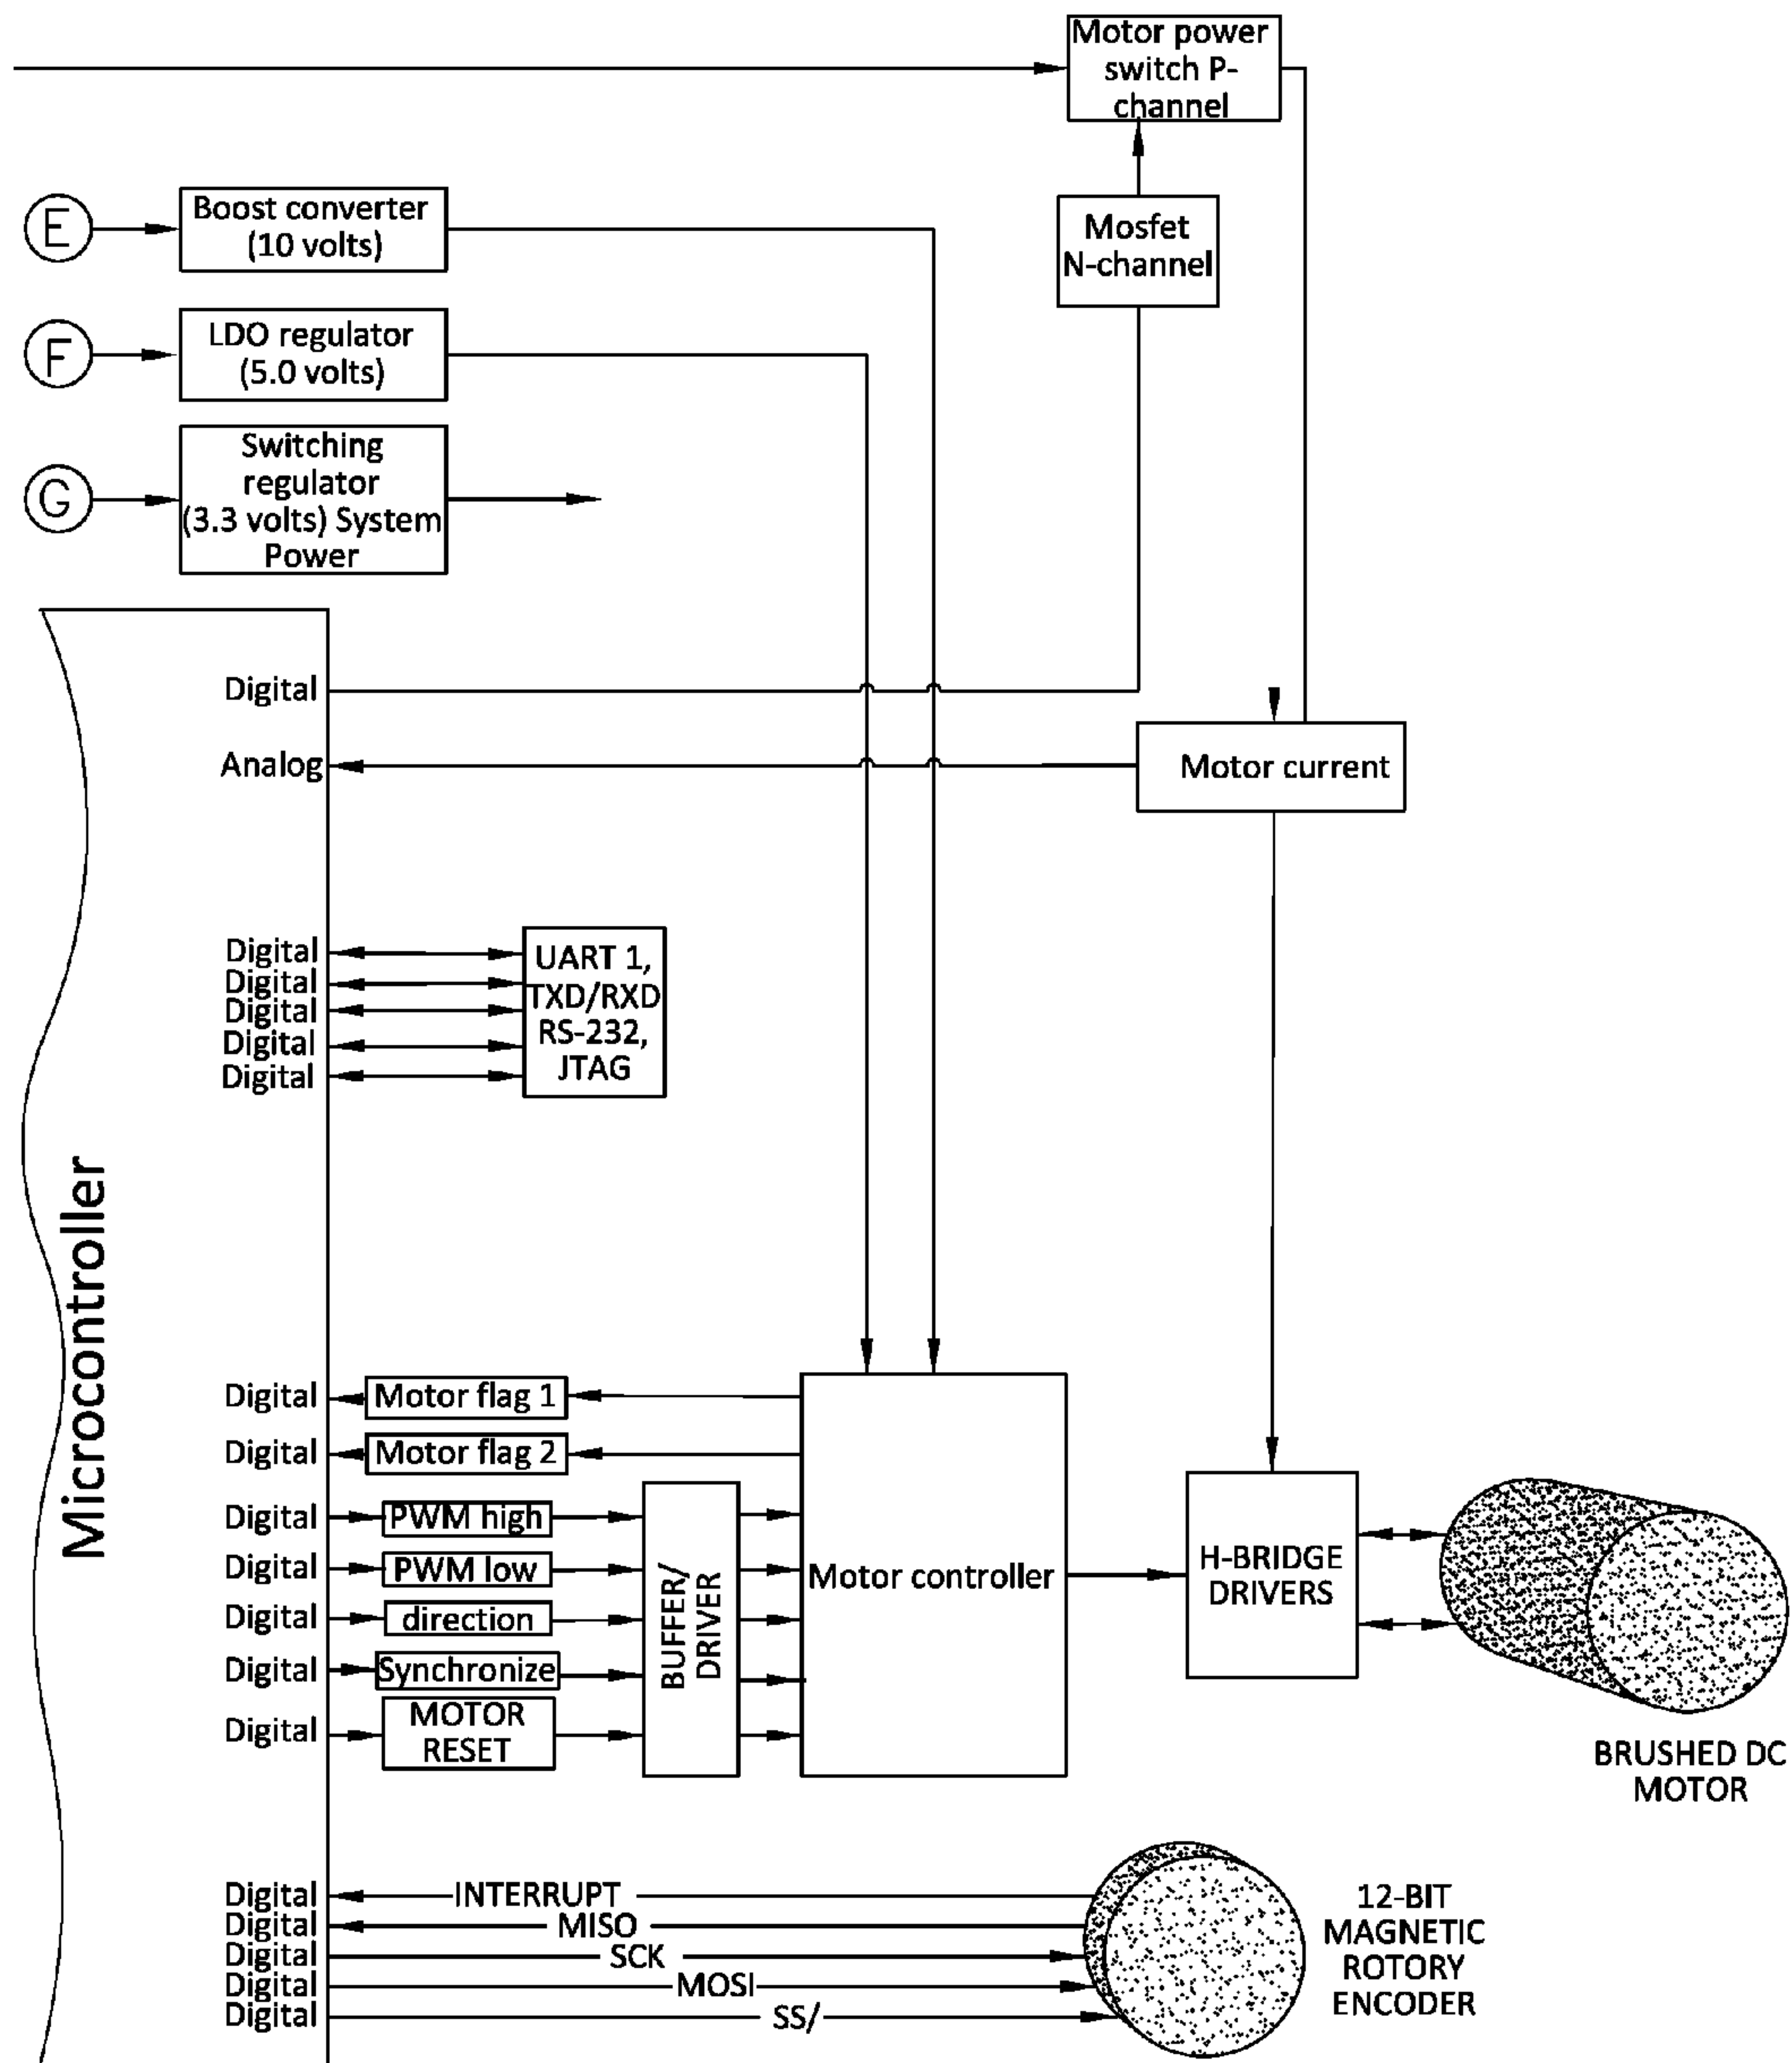 Motor power
switch P-
channel
E
Boost converter
(10 volts)
Mosfet
N-channel
F
LDO regulator
(5.0 volts)
G
Switching
regulator
(3.3 volts) System
Power
Digital
Analog
Motor current
Digital
Digital
Digital
Digital
Digital
UART 1,
TXD/RXD
RS-232,
JTAG
Microcontroller
Digital
Motor flag 1
Digital
Motor flag 2
Digital
PWM high
Digital
PWM low
Digital
direction
Digital
Synchronize
Digital
MOTOR
RESET
BUFFER/
DRIVER
Motor controller
H-BRIDGE
DRIVERS
BRUSHED DC
MOTOR
Digital
INTERRUPT
Digital
MISO
Digital
SCK
Digital
MOSI
Digital
SS/
12-BIT
MAGNETIC
ROTORY
ENCODER